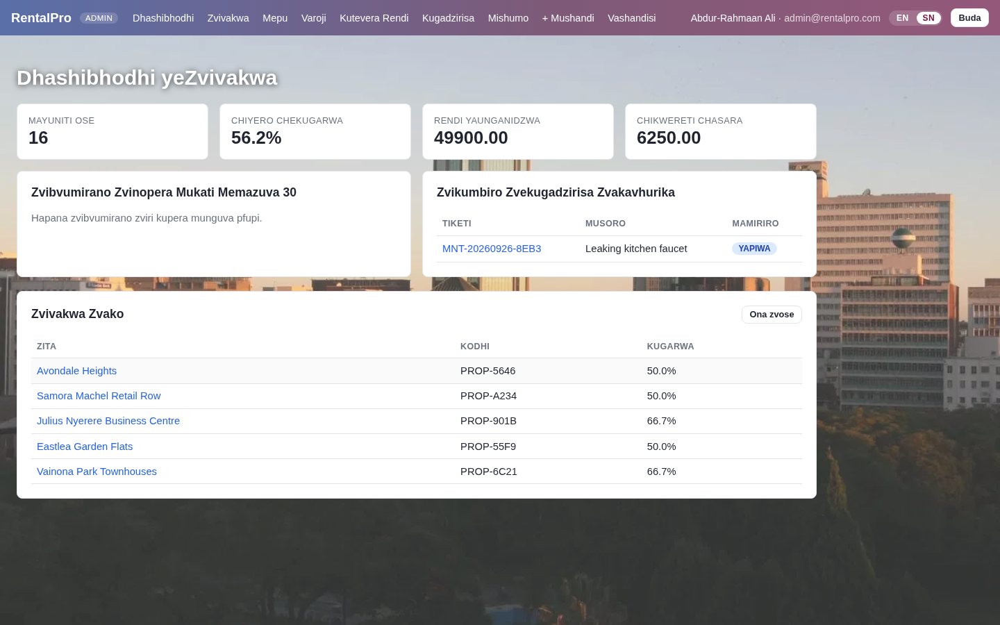 RentalPro ADMIN Dhashibhodhi Zvivakwa Mepu Varoji Kutevera Rendi Kugadzirisa Mishumo + Mushandi Vashandisi Abdur-Rahmaan Ali · admin@rentalpro.com EN SN Buda
Dhashibhodhi yeZvivakwa
MAYUNITI OSE
16
CHIYERO CHEKUGARWA
56.2%
RENDI YAUNGANIDZWA
49900.00
CHIKWERETI CHASARA
6250.00
Zvibvumirano Zvinopera Mukati Memazuva 30
Hapana zvibvumirano zviri kupera munguva pfupi.
Zvikumbiro Zvekugadzirisa Zvakavhurika
TIKETI MUSORO MAMIRIRO
MNT-20260926-8EB3 Leaking kitchen faucet YAPIWA
Zvivakwa Zvako Ona zvose
ZITA KODHI KUGARWA
Avondale Heights PROP-5646 50.0%
Samora Machel Retail Row PROP-A234 50.0%
Julius Nyerere Business Centre PROP-901B 66.7%
Eastlea Garden Flats PROP-55F9 50.0%
Vainona Park Townhouses PROP-6C21 66.7%